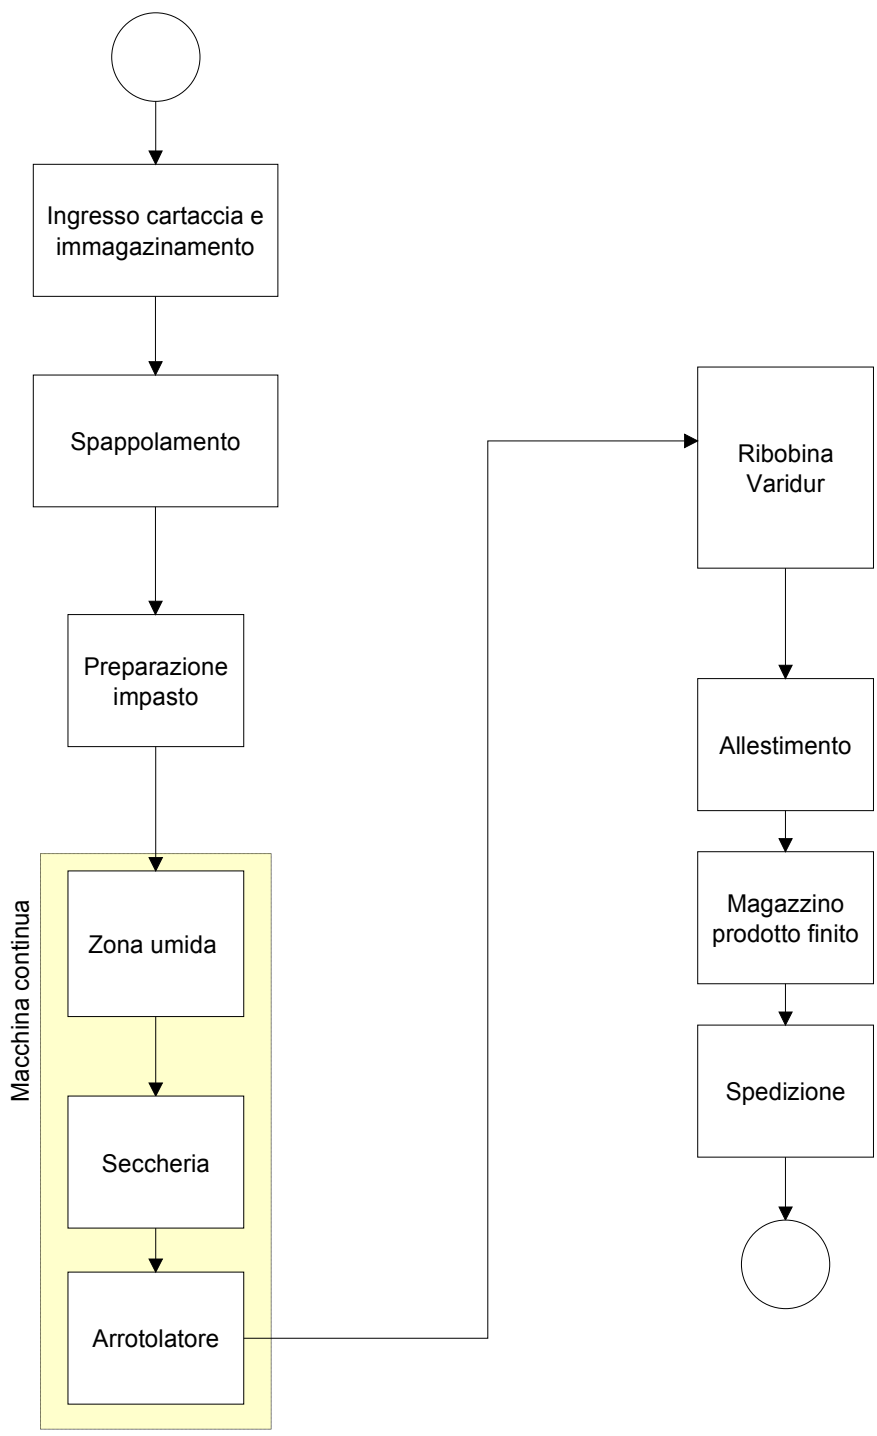 Ingresso cartaccia e
immagazinamento
Spappolamento
Preparazione
impasto
Macchina continua
Zona umida
Seccheria
Arrotolatore
Ribobina
Varidur
Allestimento
Magazzino
prodotto finito
Spedizione